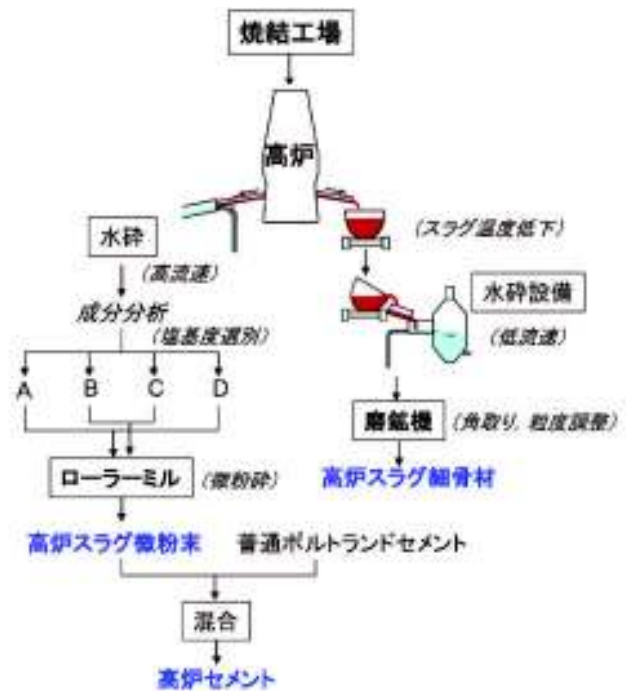 焼結工場
高炉
水砕
(スラグ温度低下)
(高流速)
水砕設備
成分分析
(塩基度選別)
(低流速)
A B C D
磨鉱機 (角取り, 粒度調整)
ローラーミル (微粉砕)
高炉スラグ細骨材
高炉スラグ微粉末 普通ポルトランドセメント
混合
高炉セメント